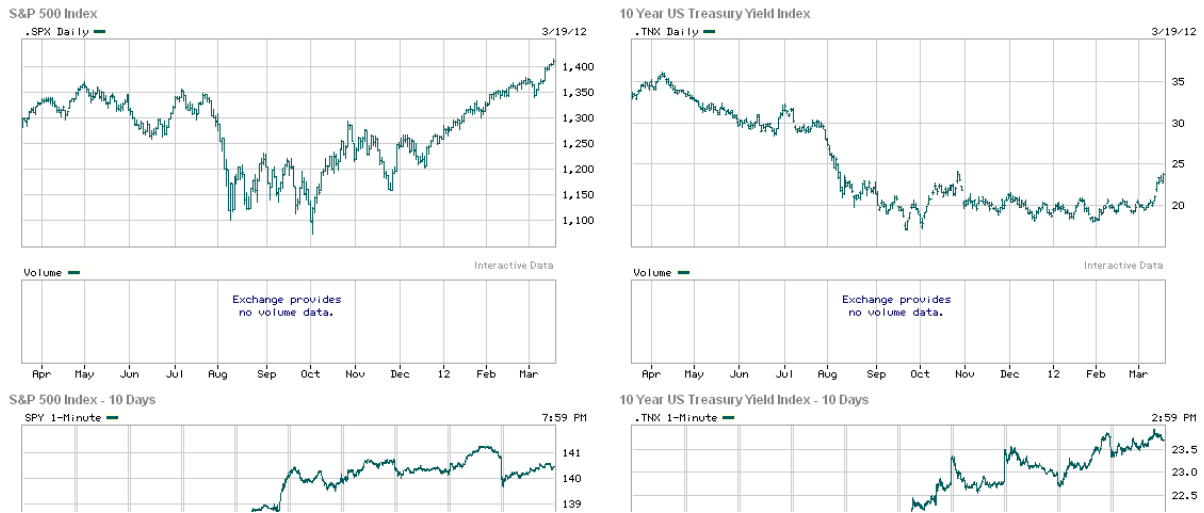 S&P 500 Index
.SPX Daily
3/19/12
1,400
1,350
1,300
1,250
1,200
1,150
1,100
Interactive Data
Volume
Exchange provides
no volume data.
Apr May Jun Jul Aug Sep Oct Nov Dec 12 Feb Mar
10 Year US Treasury Yield Index
.TNX Daily
3/19/12
35
30
25
20
Interactive Data
Volume
Exchange provides
no volume data.
Apr May Jun Jul Aug Sep Oct Nov Dec 12 Feb Mar
S&P 500 Index - 10 Days
SPY 1-Minute
7:59 PM
141
140
139
10 Year US Treasury Yield Index - 10 Days
.TNX 1-Minute
2:59 PM
23.5
23.0
22.5